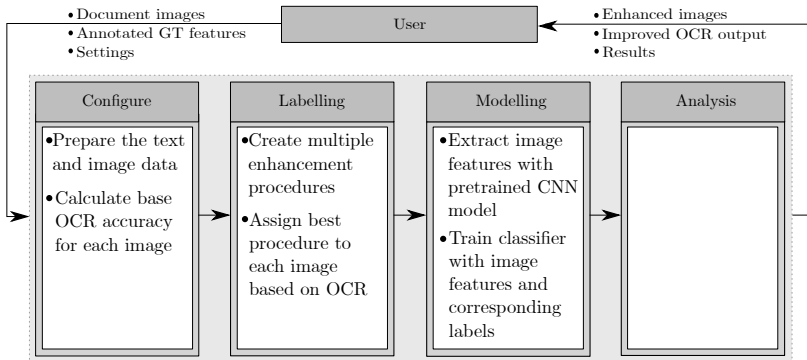 • Document images
• Annotated GT features
• Settings
User
• Enhanced images
• Improved OCR output
• Results
Configure
• Prepare the text
and image data
• Calculate base
OCR accuracy
for each image
Labelling
• Create multiple
enhancement
procedures
• Assign best
procedure to
each image
based on OCR
Modelling
• Extract image
features with
pretrained CNN
model
• Train classifier
with image
features and
corresponding
labels
Analysis